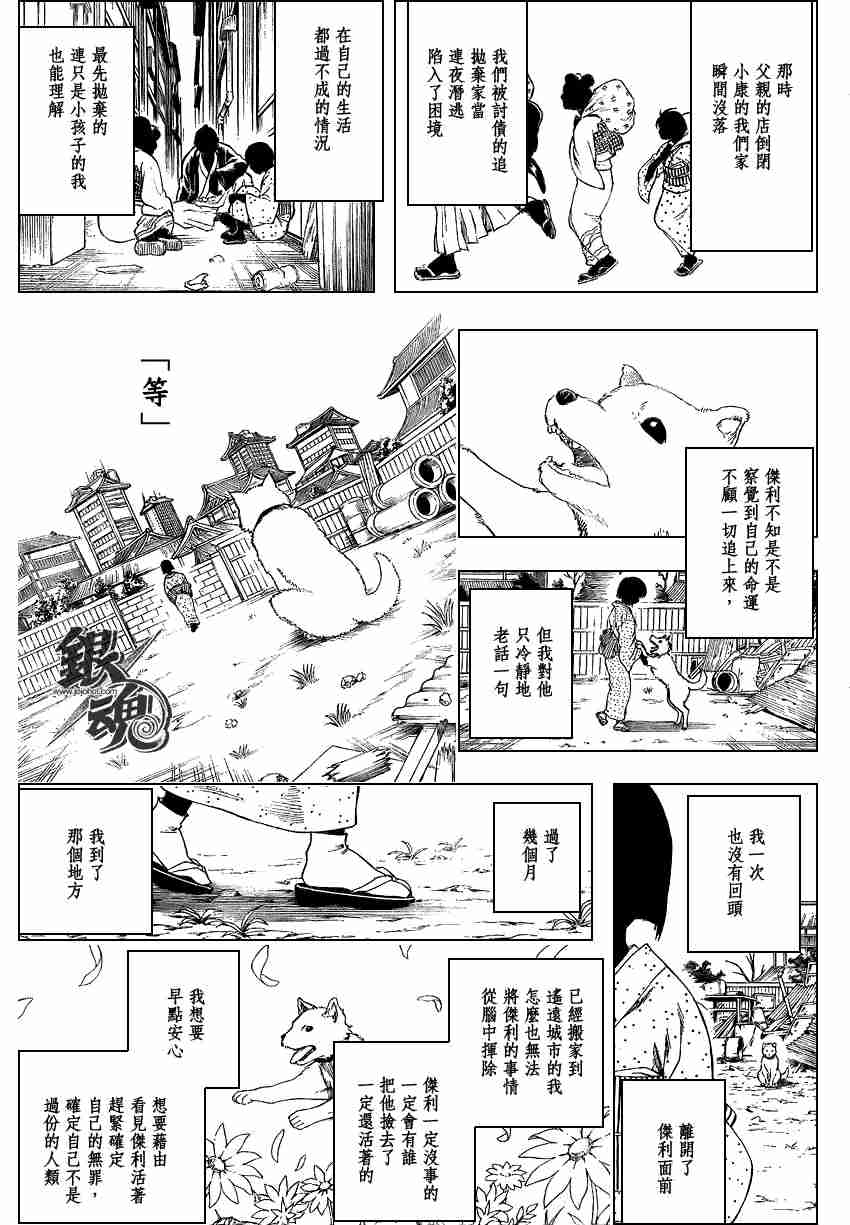 那時
父親的店倒閉
小康的我們家
瞬間沒落
我們被討債的追
拋棄家當
連夜潛逃
陷入了困境
在自己的生活
都過不成的情況
最先拋棄的
連只是小孩子的我
也能理解
傑利不知是不是
察覺到自己的命運
不顧一切追上來，
但我對他
只冷靜地
老話一句
「等」
銀魂
www.jojohot.com
我一次
也沒有回頭
離開了
傑利面前
過了
幾個月
我到了
那個地方
已經搬家到
遙遠城市的我
怎麼也無法
將傑利的事情
從腦中揮除
傑利一定沒事的
一定會有誰
把他撿去了
一定還活著的
我想要
早點安心
想要藉由
看見傑利活著
趕緊確定
自己的無罪，
確定自己不是
過份的人類